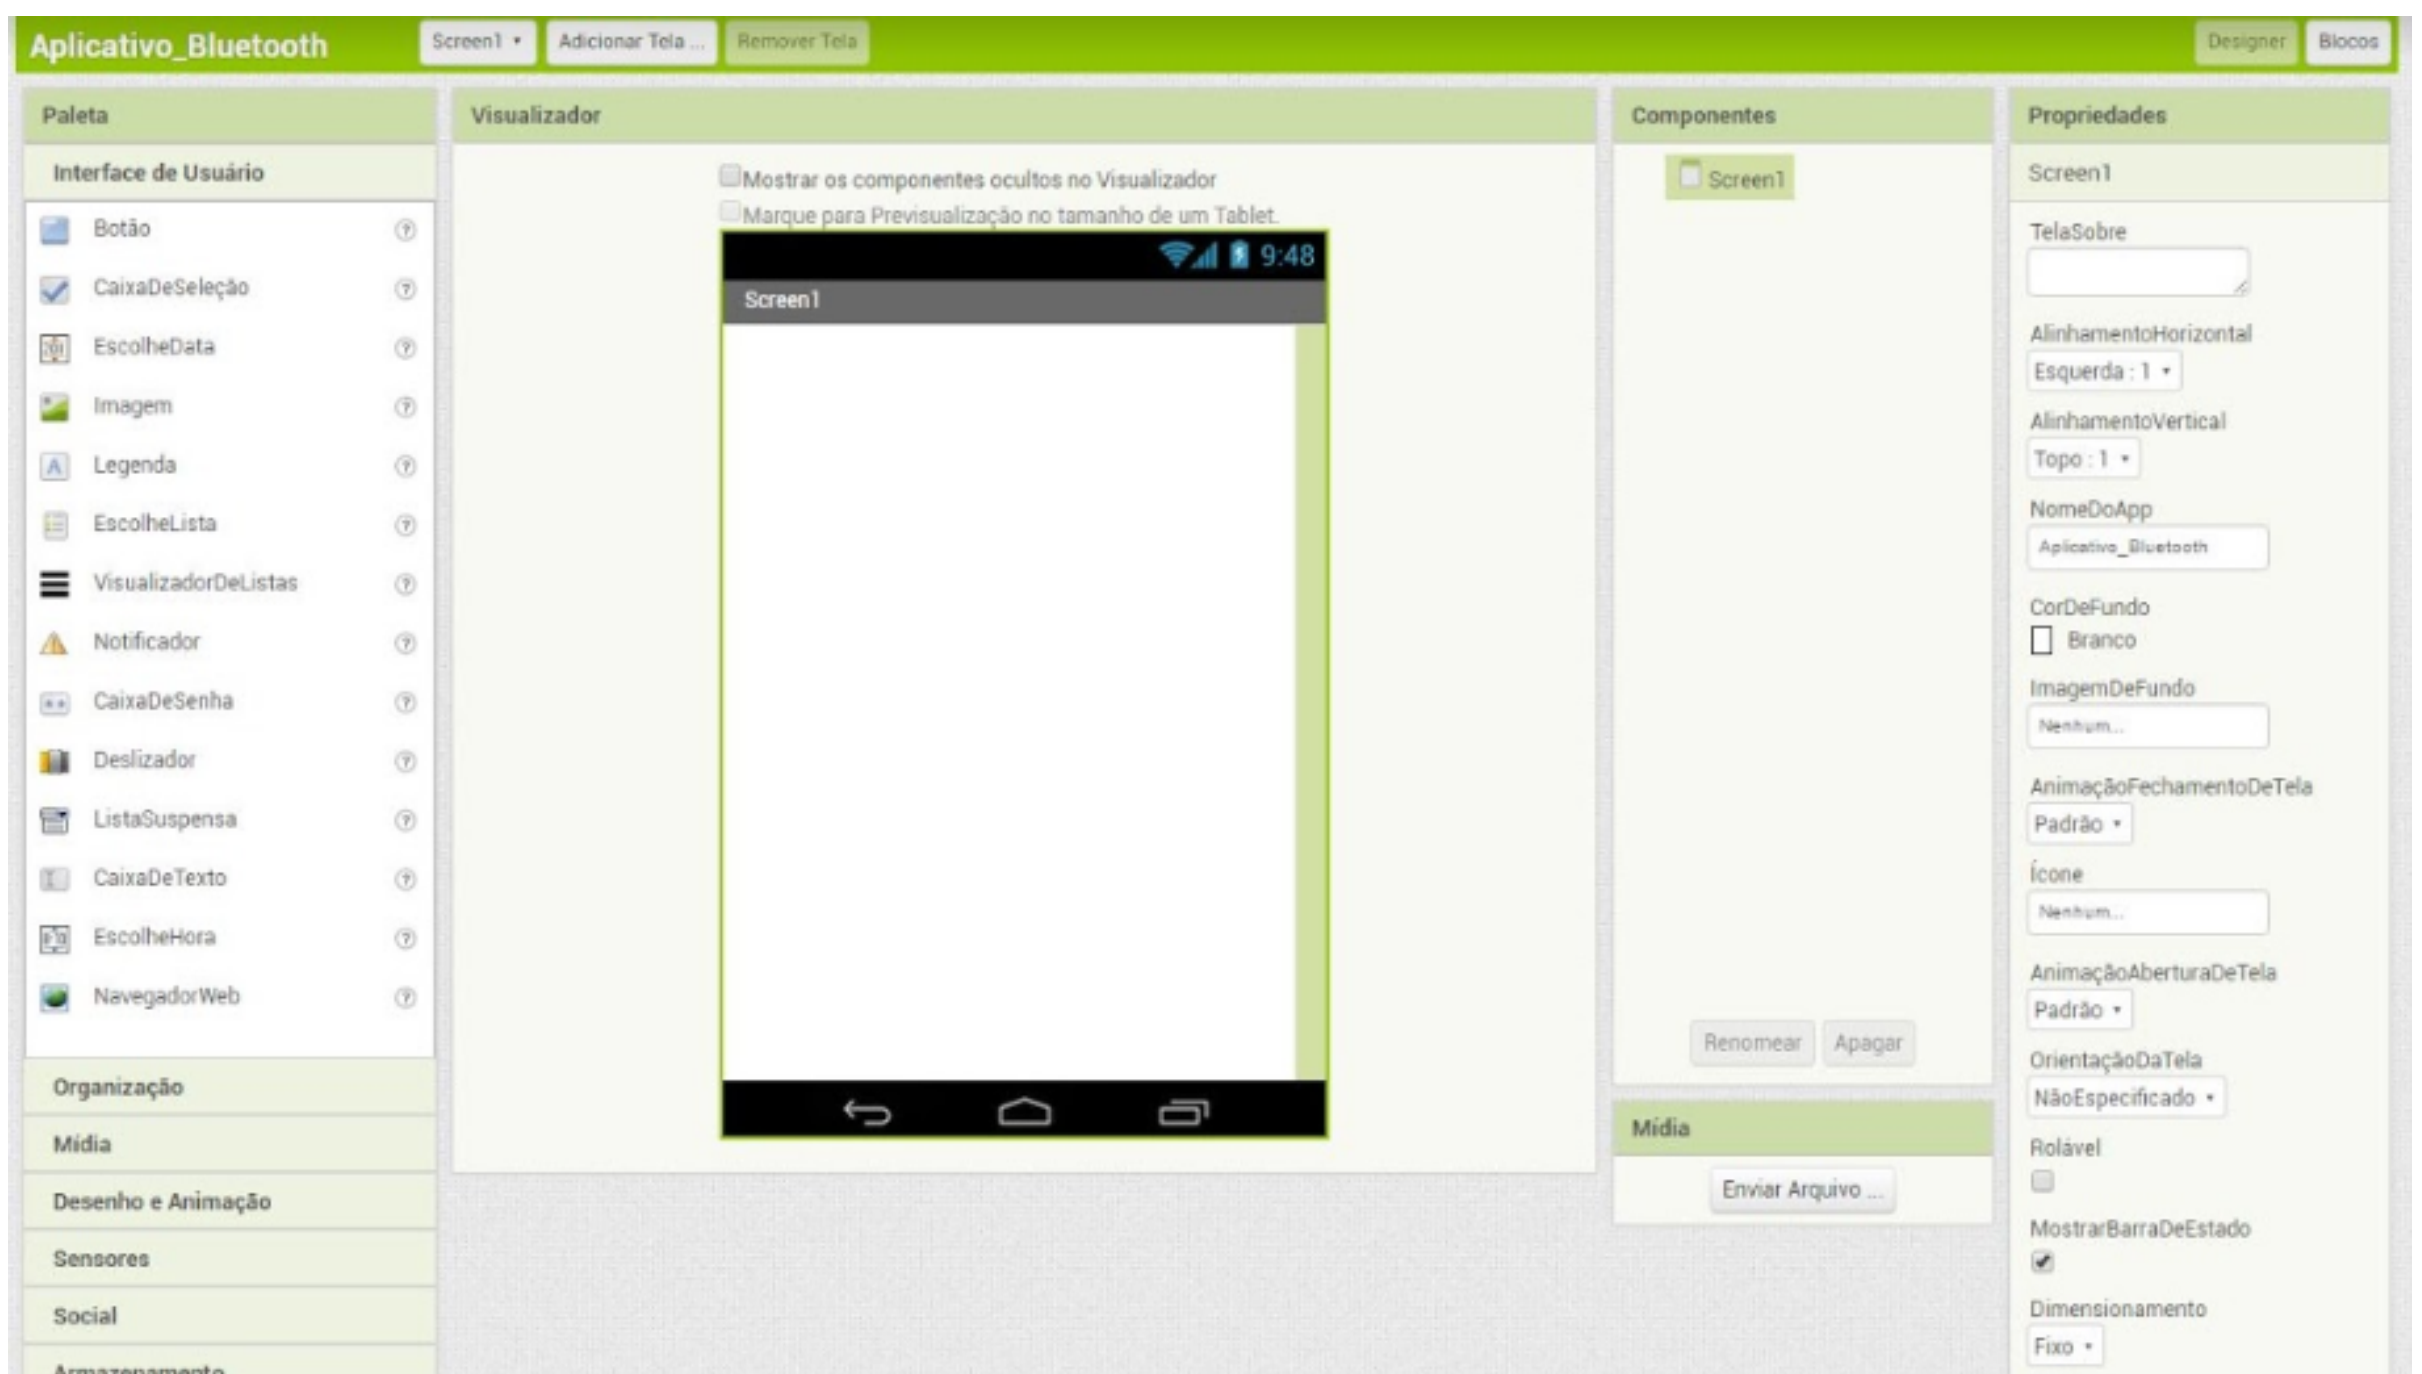 Aplicativo_Bluetooth
Screen1
Adicionar Tela ...
Remover Tela
Designer
Blocos
Paleta
Interface de Usuário
Botão
CaixaDeSeleção
EscolheData
Imagem
Legenda
EscolheLista
VisualizadorDeListas
Notificador
CaixaDeSenha
Deslizador
ListaSuspensa
CaixaDeTexto
EscolheHora
NavegadorWeb
Organização
Mídia
Desenho e Animação
Sensores
Social
Armazenamento
Visualizador
Mostrar os componentes ocultos no Visualizador
Marque para Previsualização no tamanho de um Tablet.
9:48
Screen1
Componentes
Screen1
Renomear
Apagar
Mídia
Enviar Arquivo ...
Propriedades
Screen1
TelaSobre
AlinhamentoHorizontal
Esquerda : 1
AlinhamentoVertical
Topo : 1
NomeDoApp
Aplicativo_Bluetooth
CorDeFundo
Branco
ImagemDeFundo
Nenhum...
AnimaçãoFechamentoDeTela
Padrão
Ícone
Nenhum...
AnimaçãoAberturaDeTela
Padrão
OrientaçãoDaTela
NãoEspecificado
Rolável
MostrarBarraDeEstado
Dimensionamento
Fixo